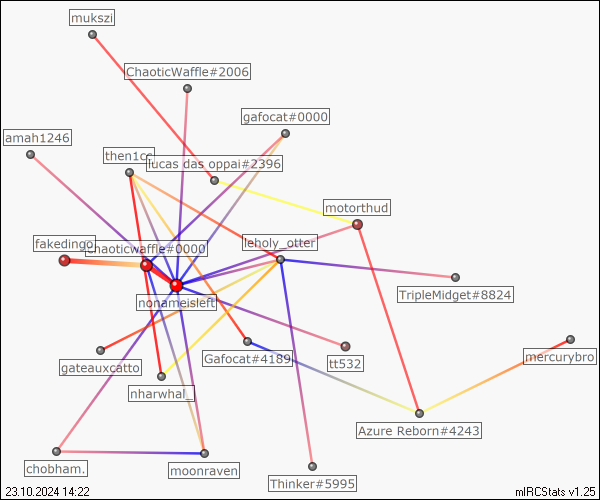 mukszi
ChaoticWaffle#2006
gafocat#0000
amah1246
then1ce
lucas das oppai#2396
motorthud
fakedingo
chaoticwaffle#0000
leholy_otter
nonameisleft
TripleMidget#8824
gateauxcatto
Gafocat#4189
tt532
mercurybro
nharwhal_
Azure Reborn#4243
chobham.
moonraven
Thinker#5995
23.10.2024 14:22
mIRCStats v1.25